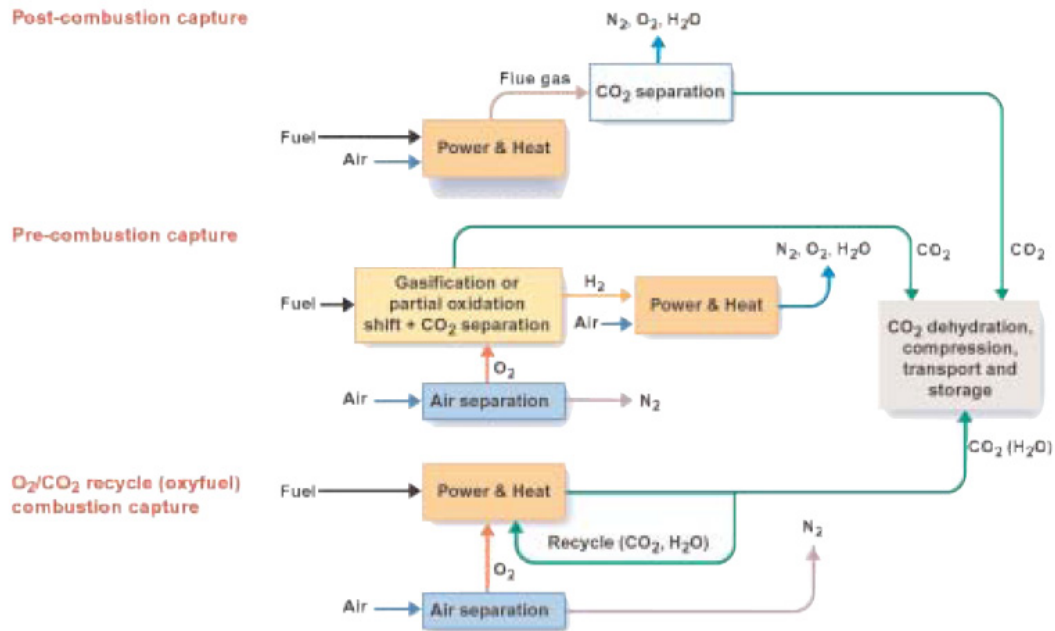 Post-combustion capture
N₂, O₂, H₂O
Flue gas
CO₂ separation
Fuel
Air
Power & Heat
Pre-combustion capture
N₂, O₂, H₂O
CO₂
CO₂
Gasification or
partial oxidation
shift + CO₂ separation
H₂
Fuel
Power & Heat
Air
CO₂ dehydration,
compression,
transport and
storage
O₂
Air
Air separation
N₂
CO₂ (H₂O)
O₂/CO₂ recycle (oxyfuel)
combustion capture
Fuel
Power & Heat
N₂
Recycle (CO₂, H₂O)
O₂
Air
Air separation